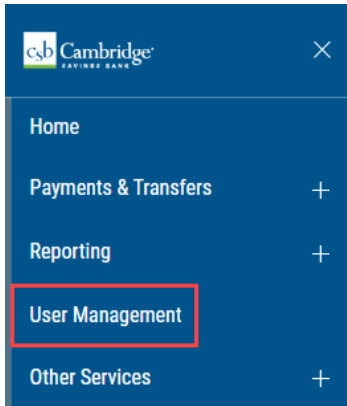 csb Cambridge
SAVINGS BANK
Home
Payments & Transfers
Reporting
User Management
Other Services